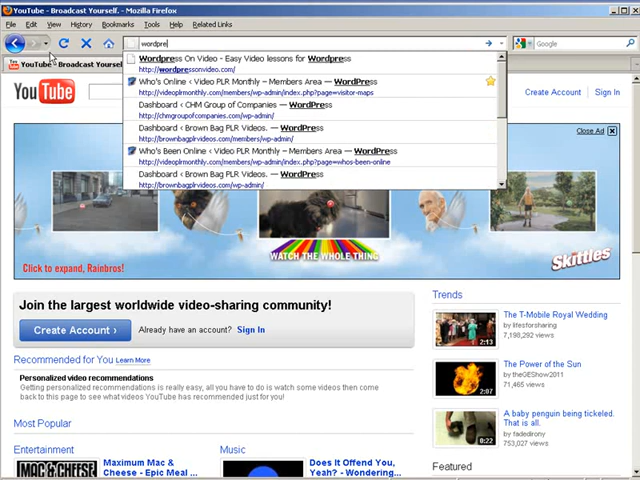 YouTube - Broadcast Yourself. - Mozilla Firefox
File Edit View History Bookmarks Tools Help Related Links
wordpre
Google
YouTube - Broadcast Yourself.
Wordpress On Video - Easy Video lessons for Wordpress
http://wordpressonvideo.com/
Who's Online ‹ Video PLR Monthly – Members Area — WordPress
http://videoplrmonthly.com/members/wp-admin/index.php?page=visitor-maps
Dashboard ‹ CHM Group of Companies — WordPress
http://chmgroupofcompanies.com/wp-admin/
Dashboard ‹ Brown Bag PLR Videos. — WordPress
http://brownbagplrvideos.com/members/wp-admin/
Who's Been Online ‹ Video PLR Monthly – Members Area — WordPress
http://videoplrmonthly.com/members/wp-admin/index.php?page=whos-been-online
Dashboard ‹ Brown Bag PLR Videos. — WordPress
http://brownbagplrvideos.com/wp-admin/
YouTube
Create Account Sign In
Close Ad
WATCH THE WHOLE THING
Click to expand, Rainbros!
Skittles
Join the largest worldwide video-sharing community!
Create Account ›
Already have an account? Sign In
Recommended for You Learn More
Personalized video recommendations
Getting personalized recommendations is really easy, all you have to do is watch some videos then come
back to this page to see what videos YouTube has recommended just for you!
Most Popular
Entertainment
MAC & CHEESE
Maximum Mac &
Cheese - Epic Meal ...
Music
Does It Offend You,
Yeah? - Wondering...
Trends
2:13
The T-Mobile Royal Wedding
by lifesforsharing
7,198,292 views
2:07
The Power of the Sun
by theGEShow2011
71,465 views
0:22
A baby penguin being tickeled.
That is all.
by fadedirony
753,027 views
Featured